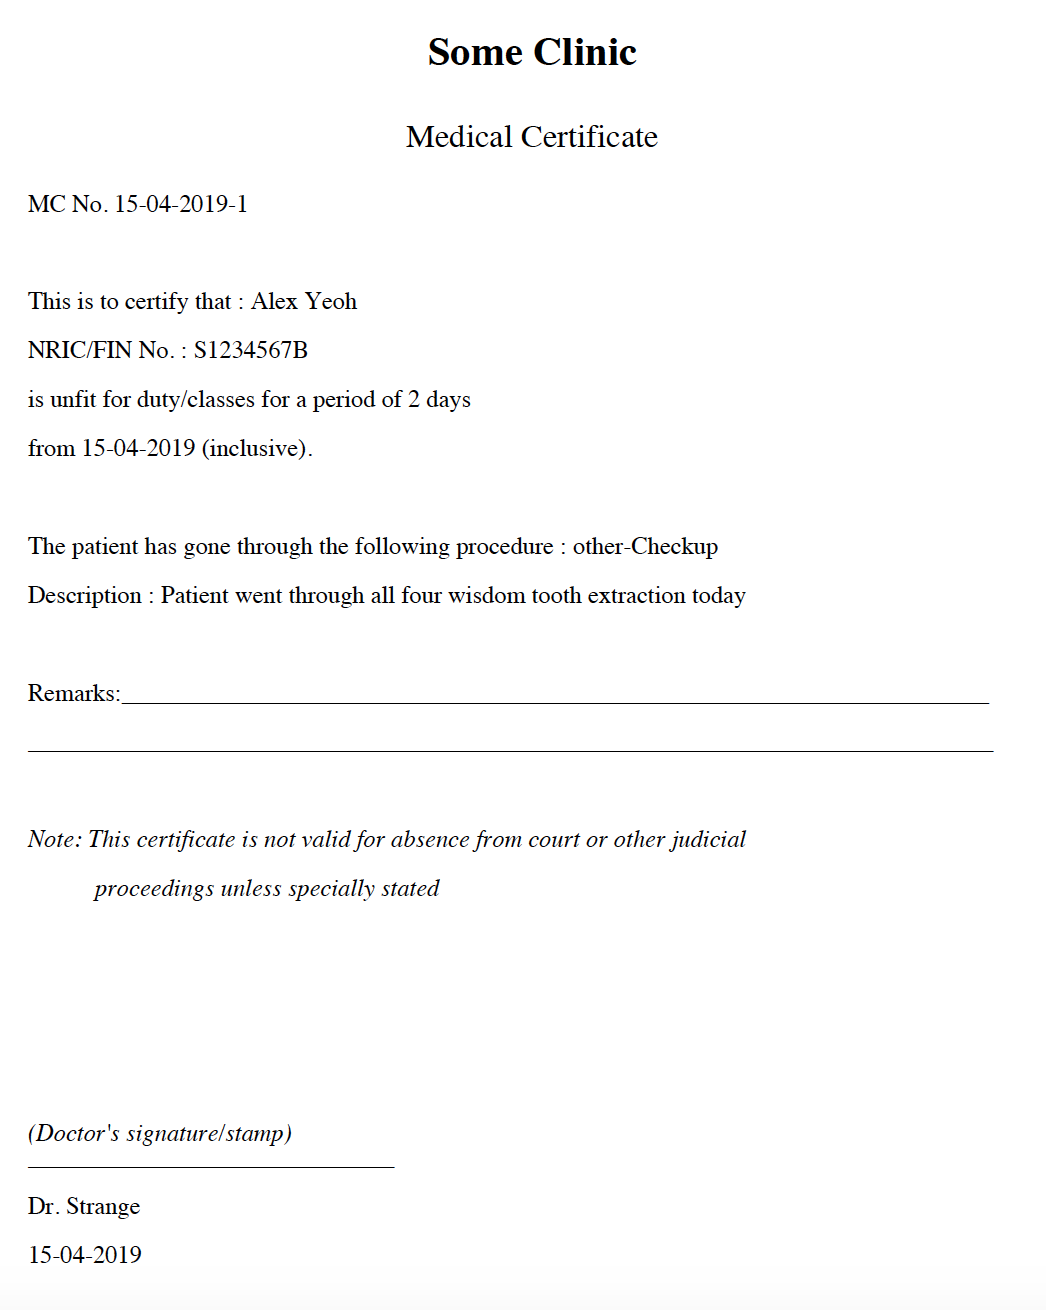 Some Clinic
Medical Certificate
MC No. 15-04-2019-1
This is to certify that : Alex Yeoh
NRIC/FIN No. : S1234567B
is unfit for duty/classes for a period of 2 days
from 15-04-2019 (inclusive).
The patient has gone through the following procedure : other-Checkup
Description : Patient went through all four wisdom tooth extraction today
Remarks:
Note: This certificate is not valid for absence from court or other judicial
proceedings unless specially stated
(Doctor's signature/stamp)
Dr. Strange
15-04-2019